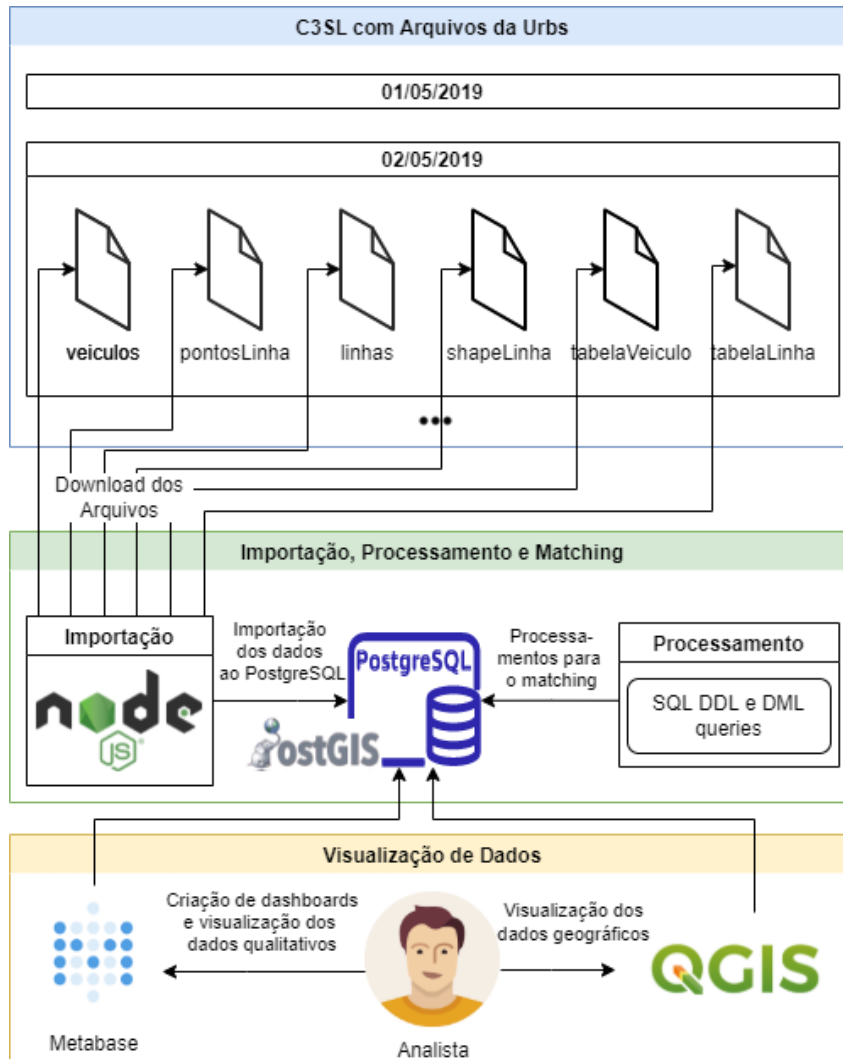 C3SL com Arquivos da Urbs
01/05/2019
02/05/2019
veiculos
pontosLinha
linhas
shapeLinha
tabelaVeiculo
tabelaLinha
•••
Download dos
Arquivos
Importação, Processamento e Matching
Importação
node
JS
Importação
dos dados
ao PostgreSQL
PostgreSQL
PostGIS
Processa-
mentos para
o matching
Processamento
SQL DDL e DML
queries
Visualização de Dados
Criação de dashboards
e visualização dos
dados qualitativos
Visualização dos
dados geográficos
QGIS
Metabase
Analista